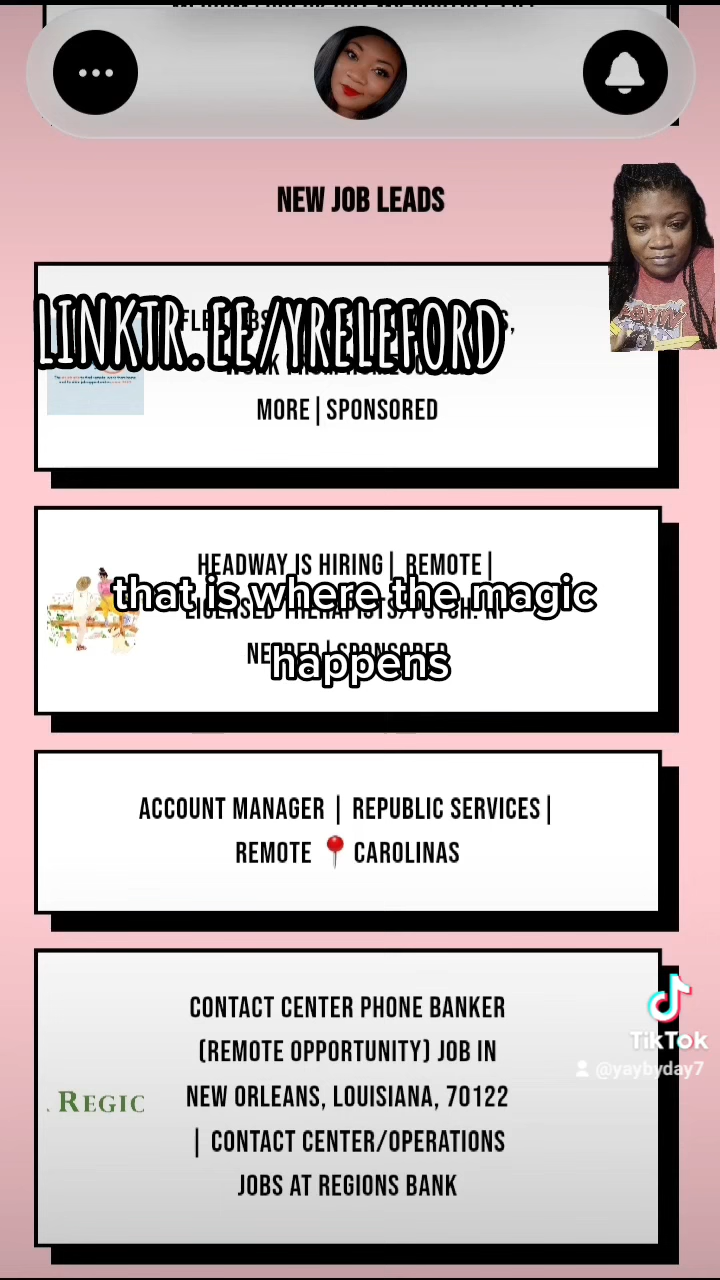 NEW JOB LEADS
LINKTR.EE/YRELEFORD
MORE | SPONSORED
HEADWAY IS HIRING | REMOTE |
that is where the magic
happens
ACCOUNT MANAGER | REPUBLIC SERVICES |
REMOTE 📍 CAROLINAS
CONTACT CENTER PHONE BANKER
(REMOTE OPPORTUNITY) JOB IN
NEW ORLEANS, LOUISIANA, 70122
| CONTACT CENTER/OPERATIONS
JOBS AT REGIONS BANK
REGIC
TikTok
@yaybyday7